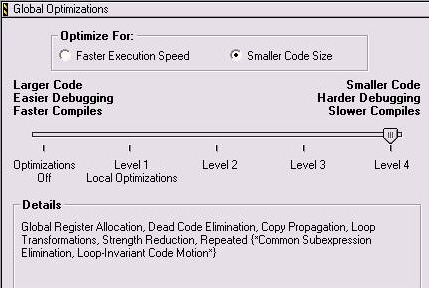 Global Optimizations
Optimize For:
Faster Execution Speed
Smaller Code Size
Larger Code
Easier Debugging
Faster Compiles
Smaller Code
Harder Debugging
Slower Compiles
Optimizations Off
Level 1
Local Optimizations
Level 2
Level 3
Level 4
Details
Global Register Allocation, Dead Code Elimination, Copy Propagation, Loop
Transformations, Strength Reduction, Repeated {*Common Subexpression
Elimination, Loop-Invariant Code Motion*}